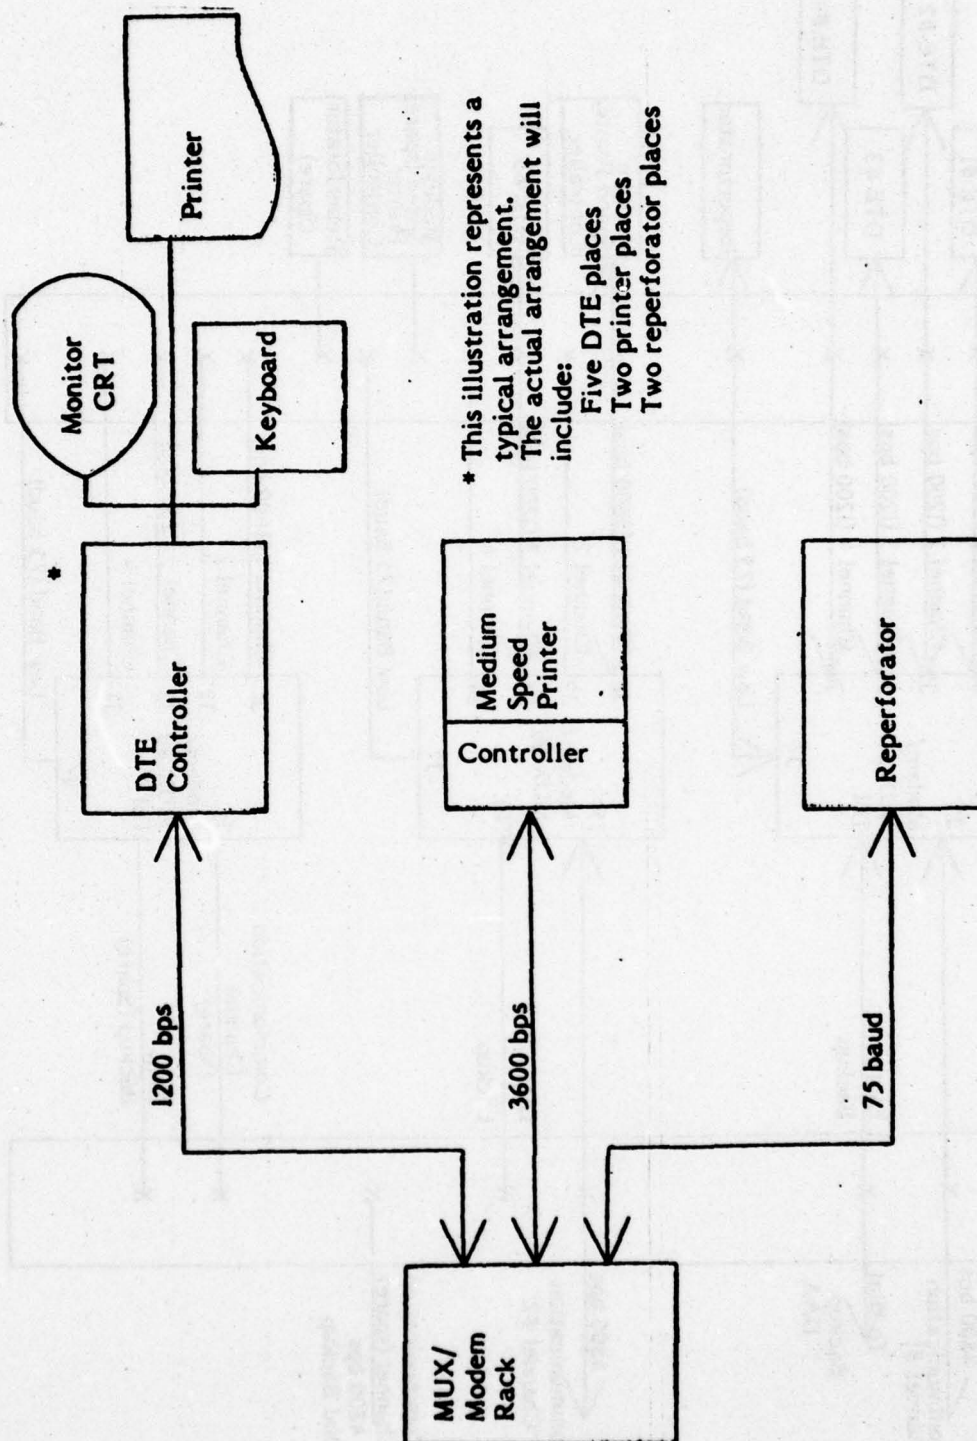 Monitor
CRT
Printer
Keyboard
*
DTE
Controller
* This illustration represents a
typical arrangement.
The actual arrangement will
include:
Five DTE places
Two printer places
Two reperforator places
Medium
Speed
Printer
Controller
Reperforator
1200 bps
3600 bps
75 baud
MUX/
Modem
Rack